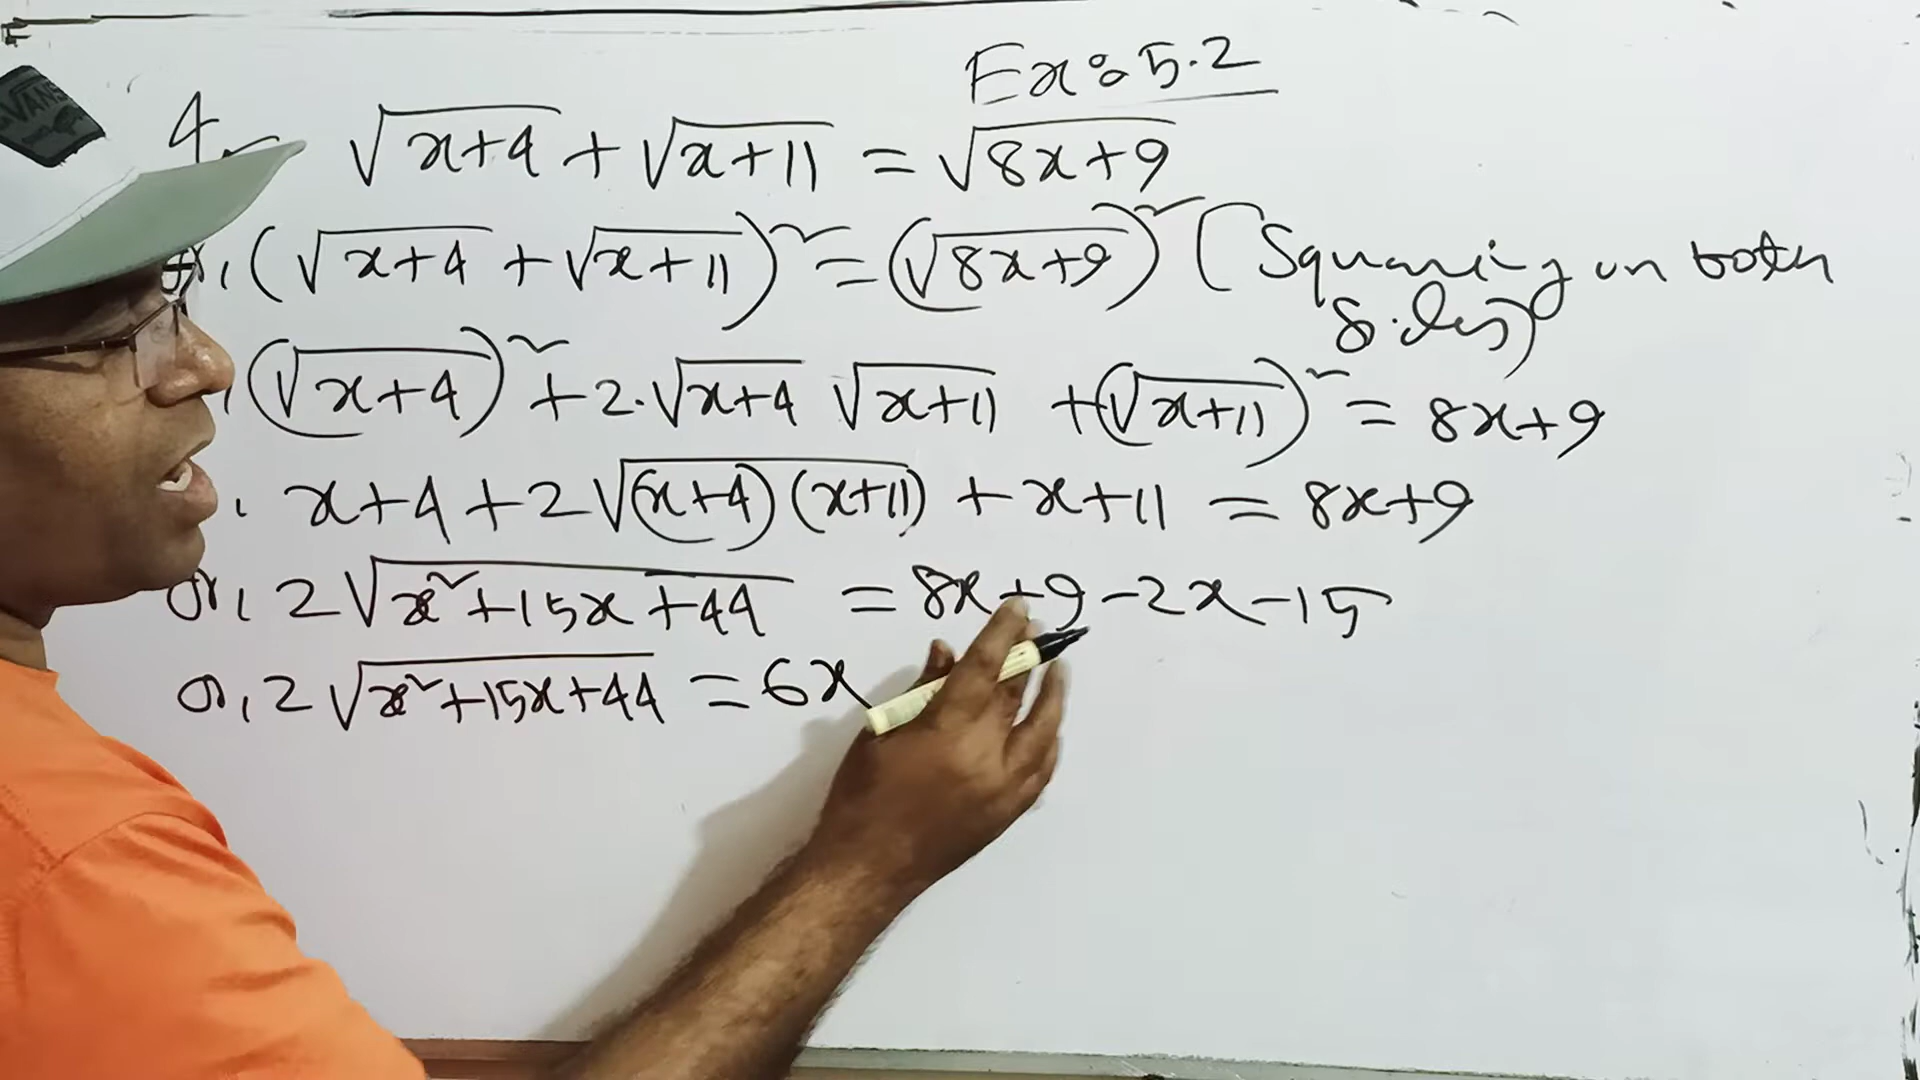 Ex: 5.2
4. √(x+4) + √(x+11) = √(8x+9)
or, (√(x+4) + √(x+11))² = (√(8x+9))² (Squaring on both
sides)
, (√(x+4))² + 2.√(x+4) √(x+11) + (√(x+11))² = 8x+9
, x+4+2√((x+4)(x+11)) + x+11 = 8x+9
or, 2√(x²+15x+44) = 8x+9-2x-15
or, 2√(x²+15x+44) = 6x
VANS